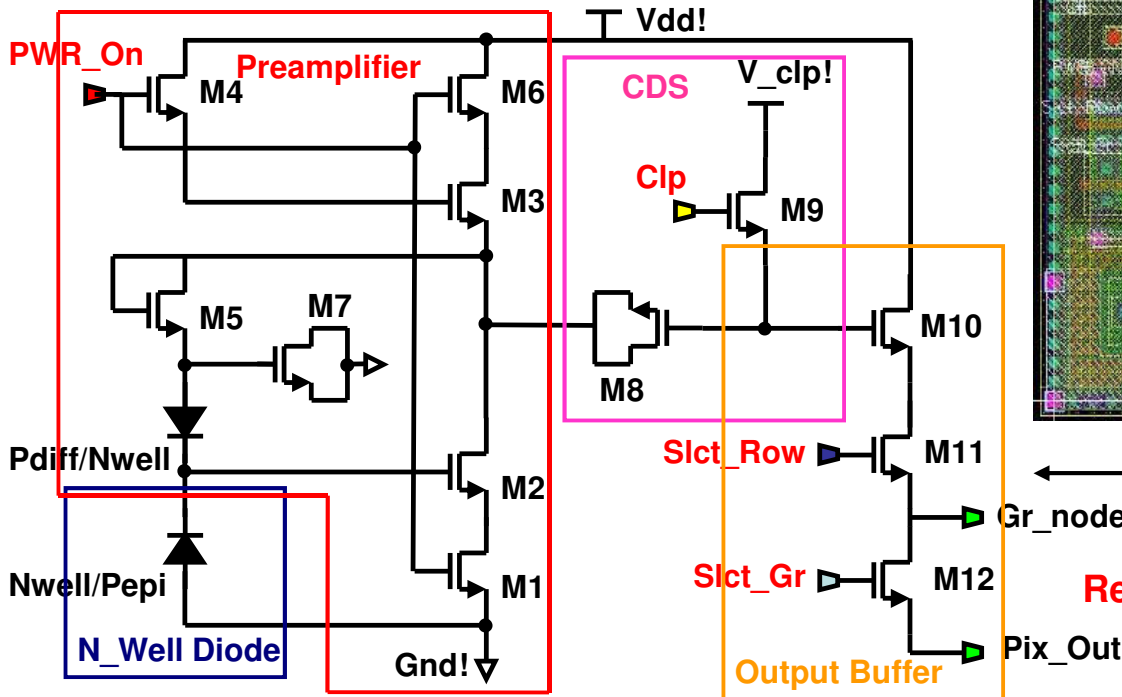 Vdd!
PWR_On
Preamplifier
M4
M6
CDS
V_clp!
Clp
M3
M9
M5
M7
M10
M8
Slct_Row
M11
Pdiff/Nwell
M2
Gr_node
Nwell/Pepi
M1
Slct_Gr
M12
Re
N_Well Diode
Gnd!
Output Buffer
Pix_Out